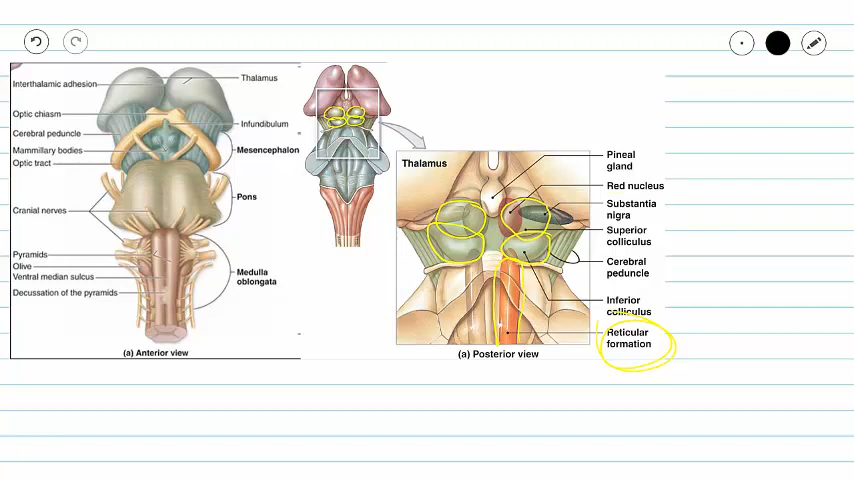 Interthalamic adhesion
Thalamus
Optic chiasm
Infundibulum
Cerebral peduncle
Mammillary bodies
Mesencephalon
Optic tract
Pons
Cranial nerves
Pyramids
Olive
Medulla
oblongata
Ventral median sulcus
Decussation of the pyramids
(a) Anterior view
Thalamus
Pineal
gland
Red nucleus
Substantia
nigra
Superior
colliculus
Cerebral
peduncle
Inferior
colliculus
Reticular
formation
(a) Posterior view